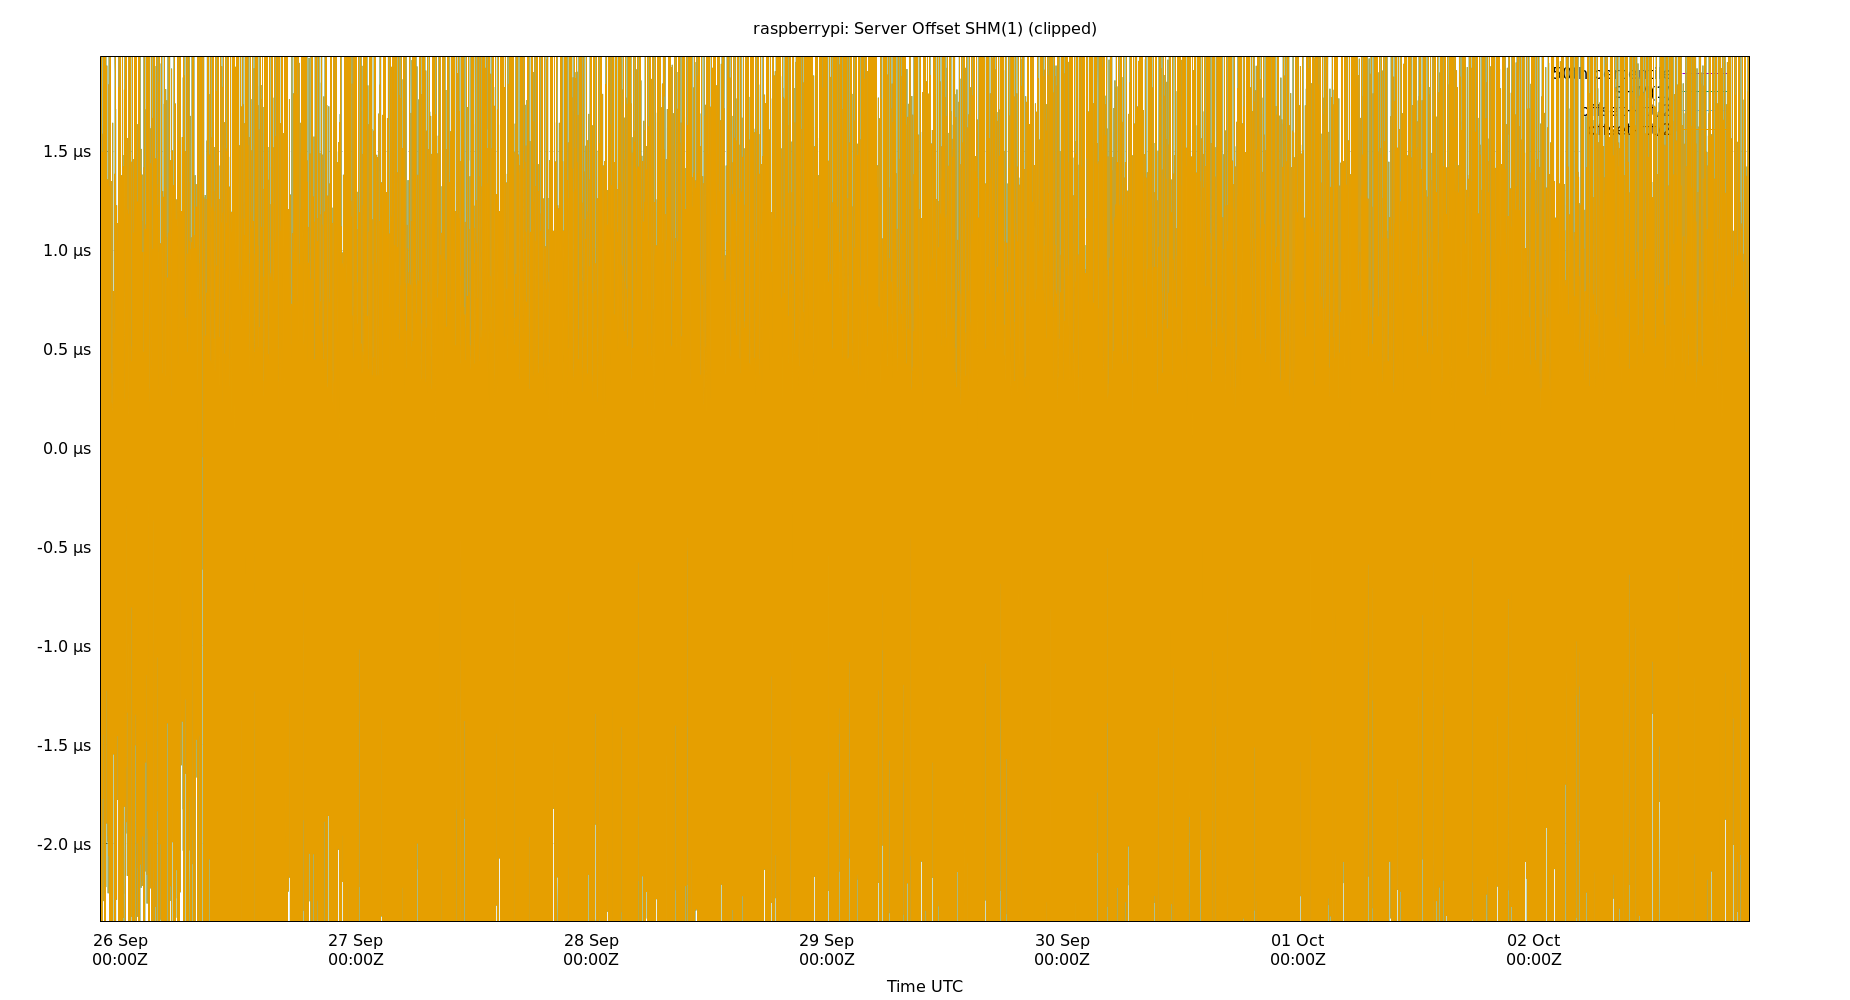 raspberrypi: Server Offset SHM(1) (clipped)
1.5 µs
1.0 µs
0.5 µs
0.0 µs
-0.5 µs
-1.0 µs
-1.5 µs
-2.0 µs
26 Sep 27 Sep 28 Sep 29 Sep 30 Sep 01 Oct 02 Oct
00:00Z 00:00Z 00:00Z 00:00Z 00:00Z 00:00Z 00:00Z
Time UTC